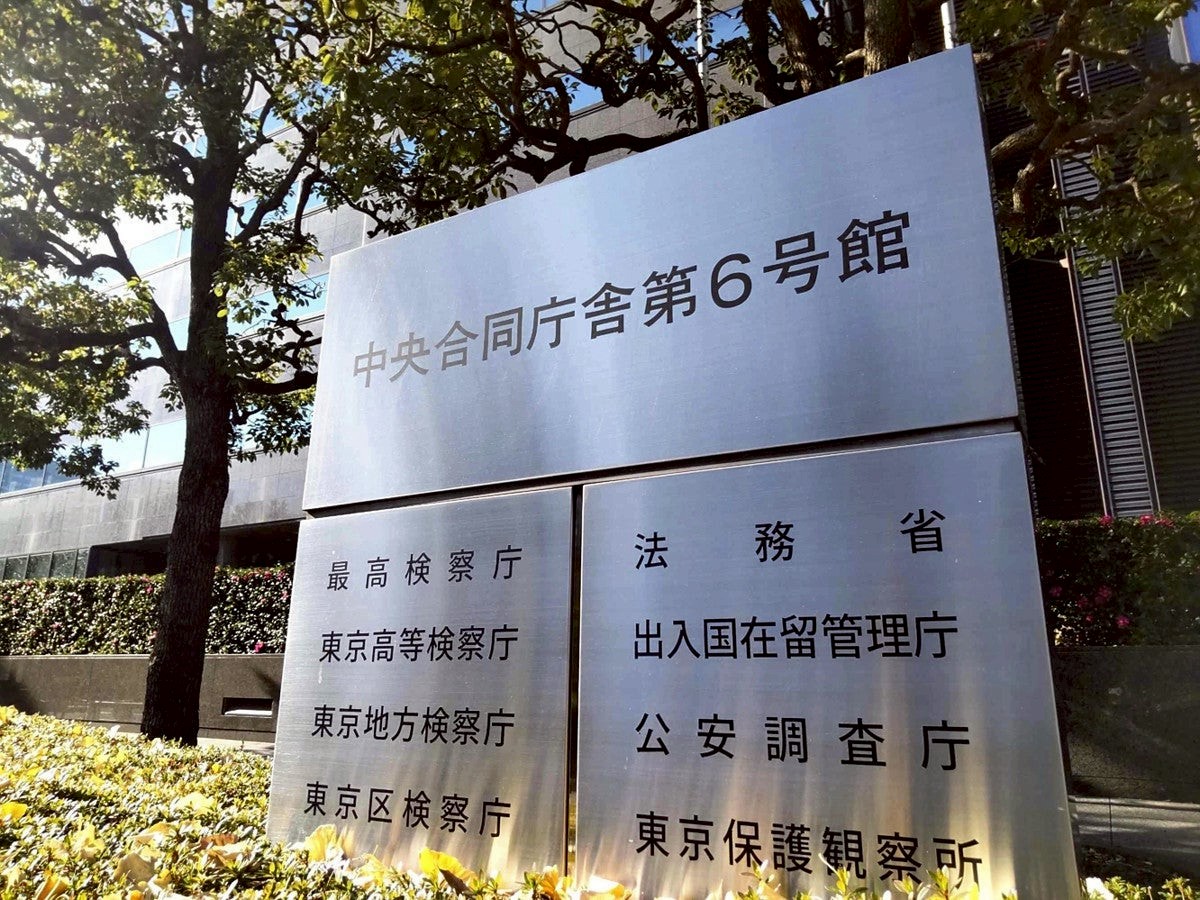 中央合同庁舎第6号館
最高検察庁
東京高等検察庁
東京地方検察庁
東京区検察庁
法務省
出入国在留管理庁
公安調査庁
東京保護観察所